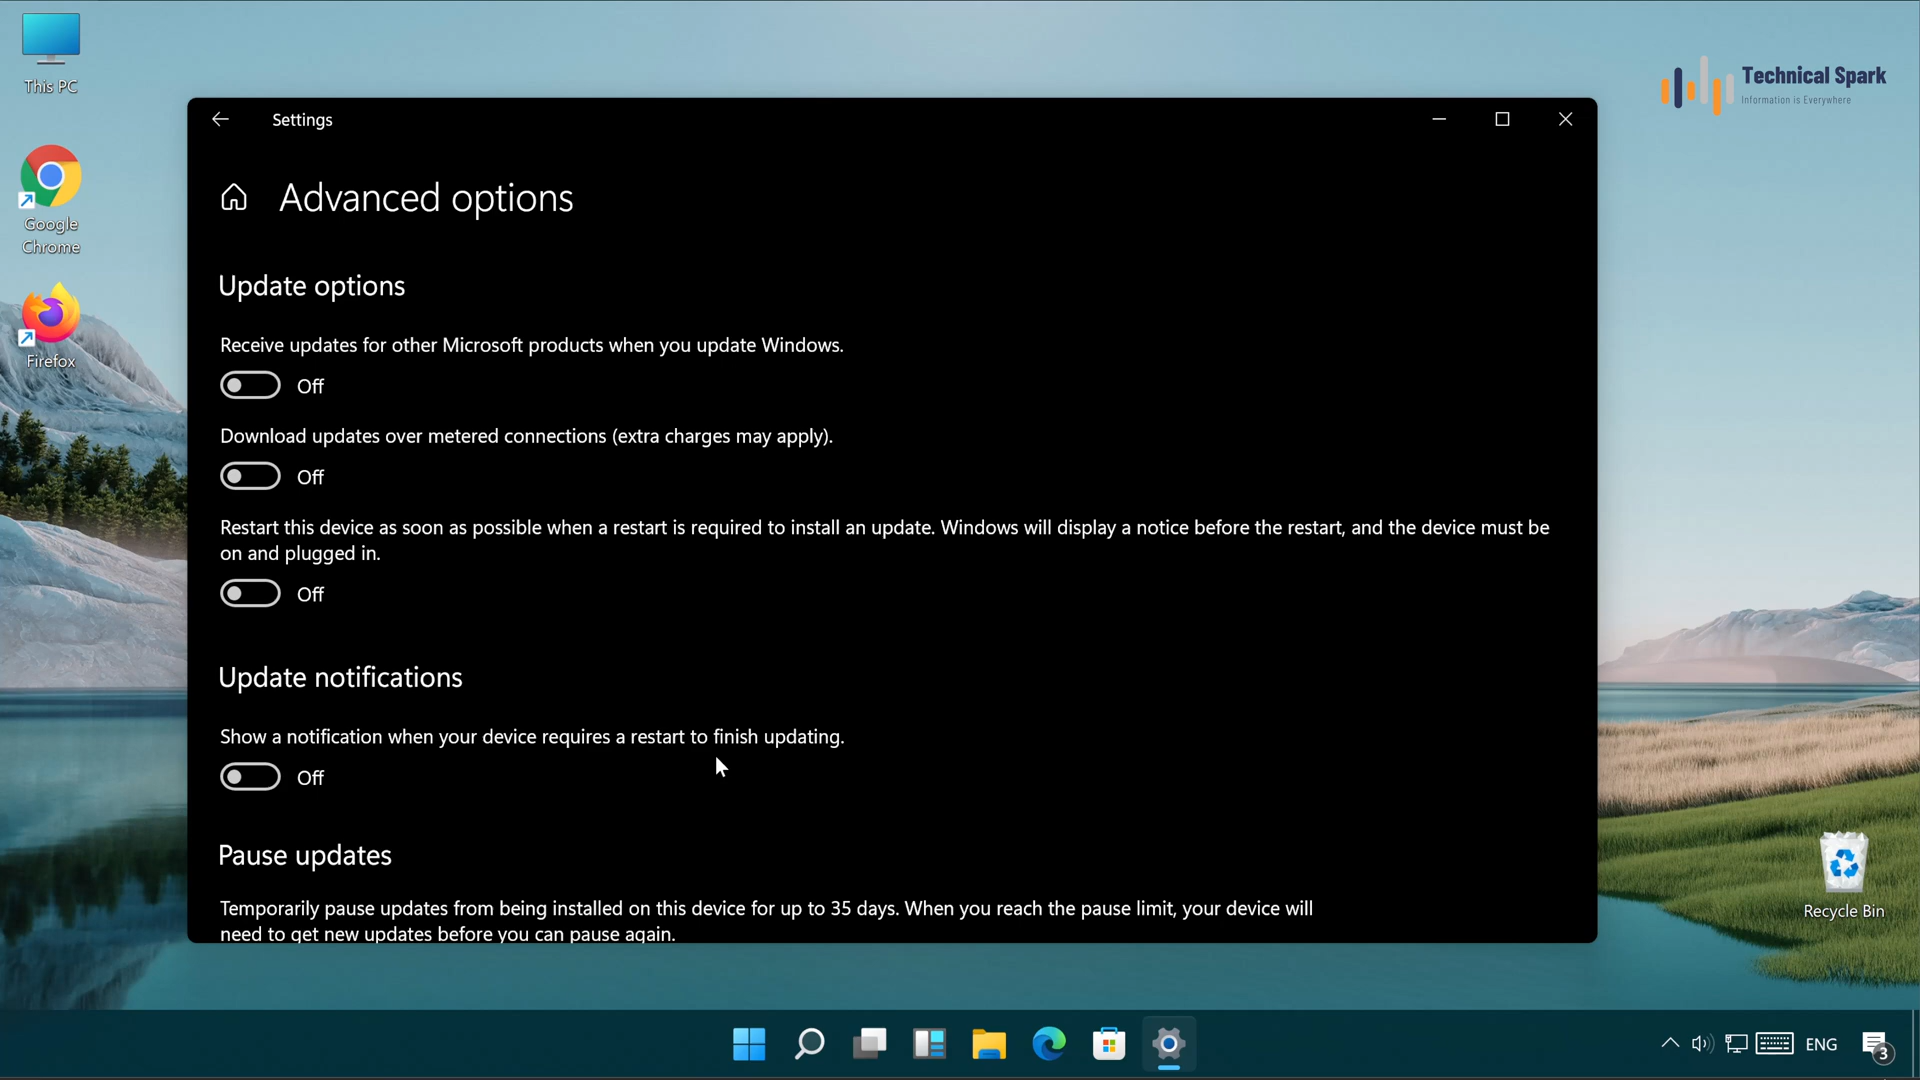 This PC
Google
Chrome
Firefox
Technical Spark
Information is Everywhere
Settings
Advanced options
Update options
Receive updates for other Microsoft products when you update Windows.
Off
Download updates over metered connections (extra charges may apply).
Off
Restart this device as soon as possible when a restart is required to install an update. Windows will display a notice before the restart, and the device must be
on and plugged in.
Off
Update notifications
Show a notification when your device requires a restart to finish updating.
Off
Pause updates
Temporarily pause updates from being installed on this device for up to 35 days. When you reach the pause limit, your device will
need to get new updates before you can pause again.
Recycle Bin
ENG
3